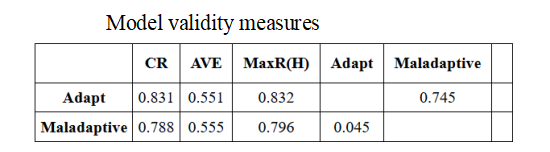 Model validity measures
CR AVE MaxR(H) Adapt Maladaptive
Adapt 0.831 0.551 0.832 0.745
Maladaptive 0.788 0.555 0.796 0.045